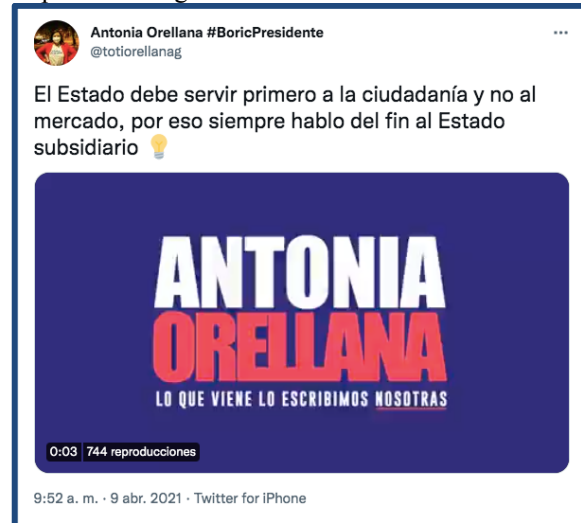 Antonia Orellana #BoricPresidente
@totiorellanag
El Estado debe servir primero a la ciudadanía y no al
mercado, por eso siempre hablo del fin al Estado
subsidiario 💡
ANTONIA
ORELLANA
LO QUE VIENE LO ESCRIBIMOS NOSOTRAS
0:03 744 reproducciones
9:52 a. m. · 9 abr. 2021 · Twitter for iPhone